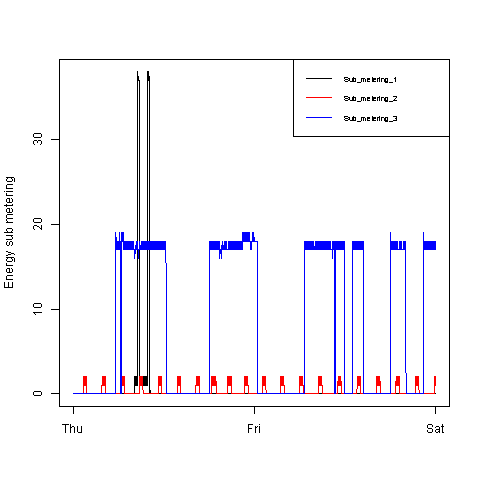 Sub_metering_1
Sub_metering_2
Sub_metering_3
Energy sub metering
30
20
10
0
Thu
Fri
Sat